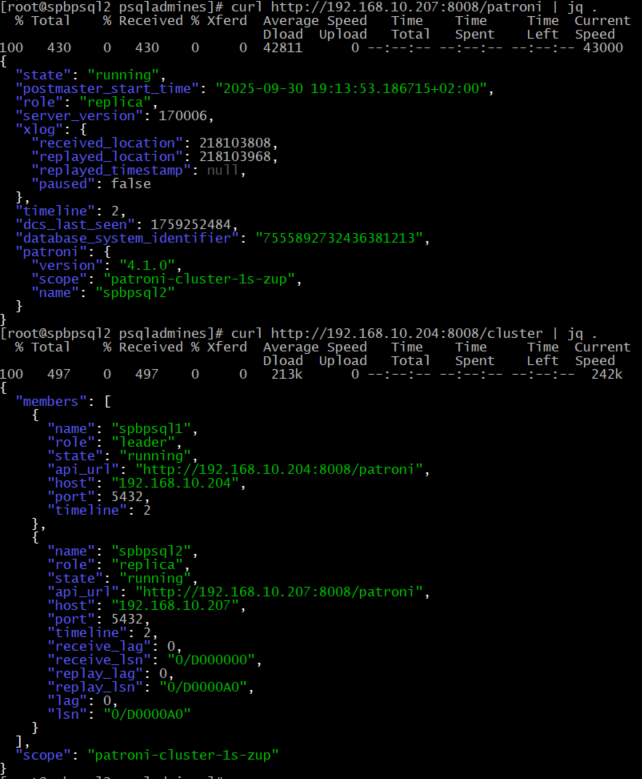 [root@spbpsql2 psqladmines]# curl http://192.168.10.207:8008/patroni | jq .
  % Total    % Received % Xferd  Average Speed   Time    Time     Time  Current
                                 Dload  Upload   Total   Spent    Left  Speed
100   430    0   430    0     0  42811      0 --:--:-- --:--:-- --:--:-- 43000
{
  "state": "running",
  "postmaster_start_time": "2025-09-30 19:13:53.186715+02:00",
  "role": "replica",
  "server_version": 170006,
  "xlog": {
    "received_location": 218103808,
    "replayed_location": 218103968,
    "replayed_timestamp": null,
    "paused": false
  },
  "timeline": 2,
  "dcs_last_seen": 1759252484,
  "database_system_identifier": "7555892732436381213",
  "patroni": {
    "version": "4.1.0",
    "scope": "patroni-cluster-1s-zup",
    "name": "spbpsql2"
  }
}
[root@spbpsql2 psqladmines]# curl http://192.168.10.204:8008/cluster | jq .
  % Total    % Received % Xferd  Average Speed   Time    Time     Time  Current
                                 Dload  Upload   Total   Spent    Left  Speed
100   497    0   497    0     0   213k      0 --:--:-- --:--:-- --:--:--  242k
{
  "members": [
    {
      "name": "spbpsql1",
      "role": "leader",
      "state": "running",
      "api_url": "http://192.168.10.204:8008/patroni",
      "host": "192.168.10.204",
      "port": 5432,
      "timeline": 2
    },
    {
      "name": "spbpsql2",
      "role": "replica",
      "state": "running",
      "api_url": "http://192.168.10.207:8008/patroni",
      "host": "192.168.10.207",
      "port": 5432,
      "timeline": 2,
      "receive_lag": 0,
      "receive_lsn": "0/D000000",
      "replay_lag": 0,
      "replay_lsn": "0/D0000A0",
      "lag": 0,
      "lsn": "0/D0000A0"
    }
  ],
  "scope": "patroni-cluster-1s-zup"
}